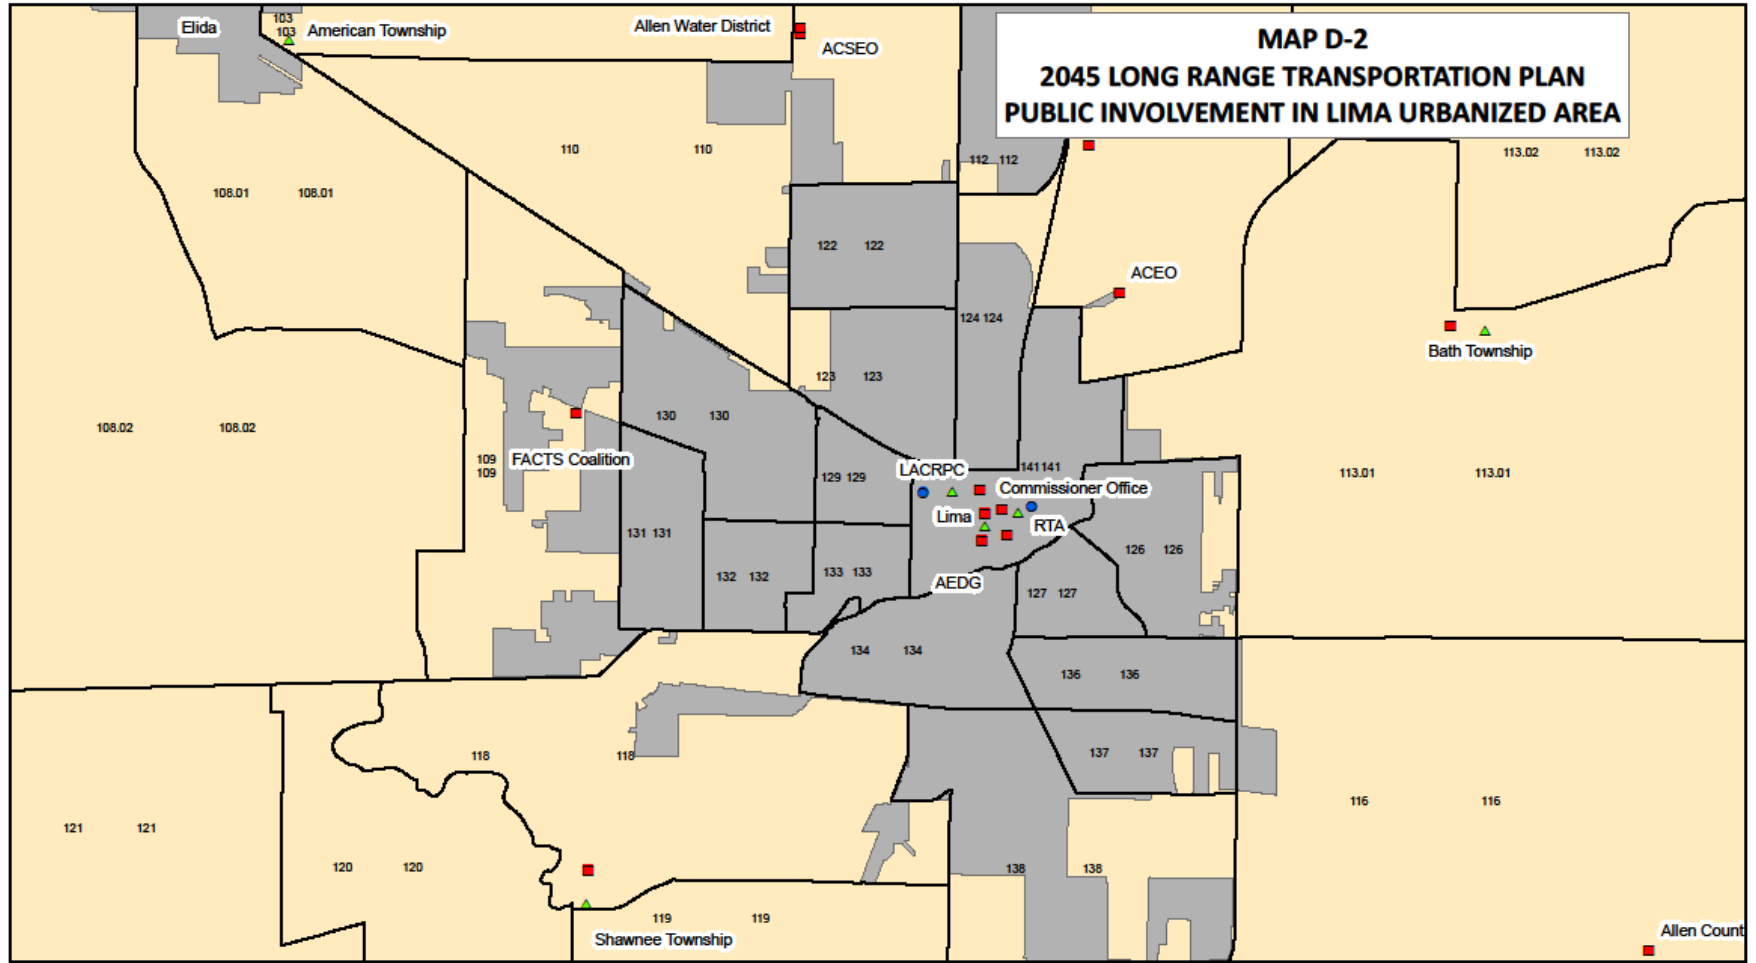 MAP D-2
2045 LONG RANGE TRANSPORTATION PLAN
PUBLIC INVOLVEMENT IN LIMA URBANIZED AREA
103
103
Elida
American Township
Allen Water District
ACSEO
110 110
112 112
113.02 113.02
108.01 108.01
122 122
ACEO
124 124
Bath Township
123 123
130 130
108.02 108.02
109
109
FACTS Coalition
129 129
LACRPC
141 141
Commissioner Office
113.01 113.01
Lima
RTA
131 131
126 126
132 132
133 133
AEDG
127 127
134 134
136 136
118 118
137 137
116 116
121 121
120 120
138 138
119 119
Shawnee Township
Allen Count